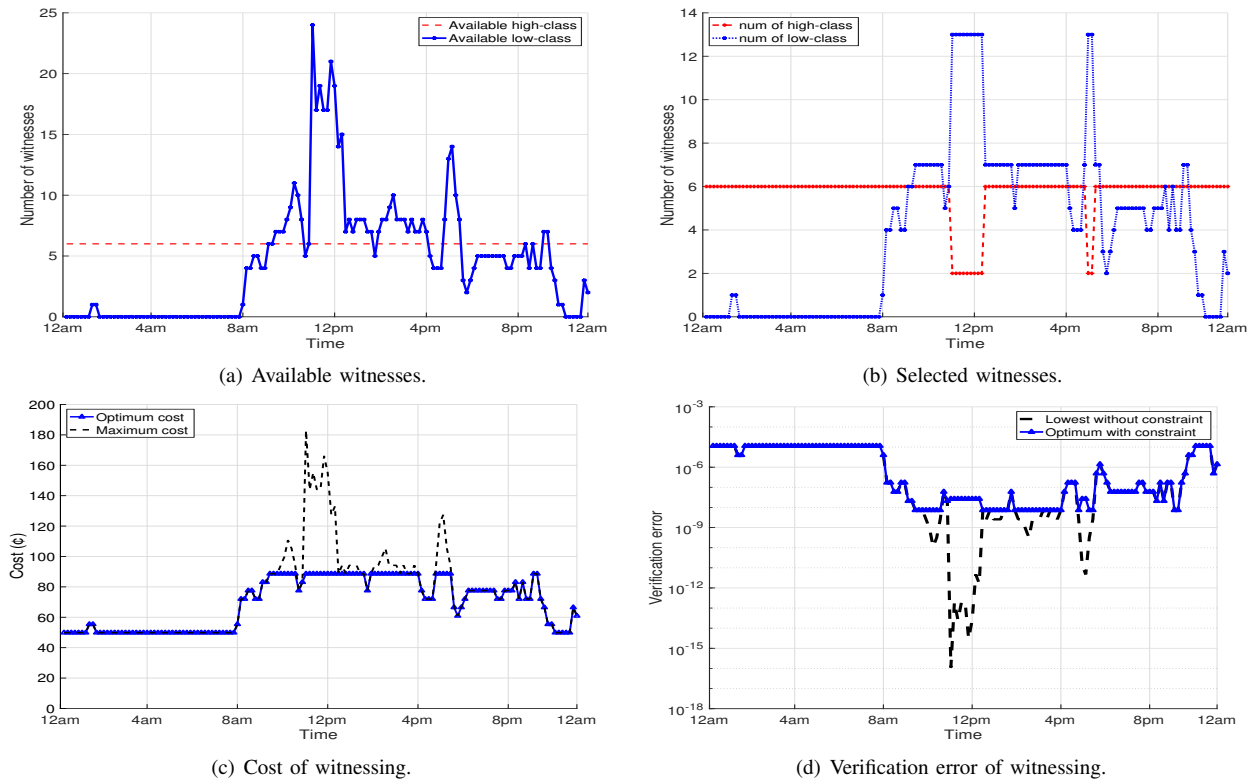 25
20
15
10
5
0
Number of witnesses
Available high-class
Available low-class
12am 4am 8am 12pm 4pm 8pm 12am
Time
(a) Available witnesses.
14
12
10
8
6
4
2
0
Number of witnesses
num of high-class
num of low-class
12am 4am 8am 12pm 4pm 8pm 12am
Time
(b) Selected witnesses.
200
180
160
140
120
100
80
60
40
20
0
Cost (¢)
Optimum cost
Maximum cost
12am 4am 8am 12pm 4pm 8pm 12am
Time
(c) Cost of witnessing.
10⁻³
10⁻⁶
10⁻⁹
10⁻¹²
10⁻¹⁵
10⁻¹⁸
Verification error
Lowest without constraint
Optimum with constraint
12am 4am 8am 12pm 4pm 8pm 12am
Time
(d) Verification error of witnessing.